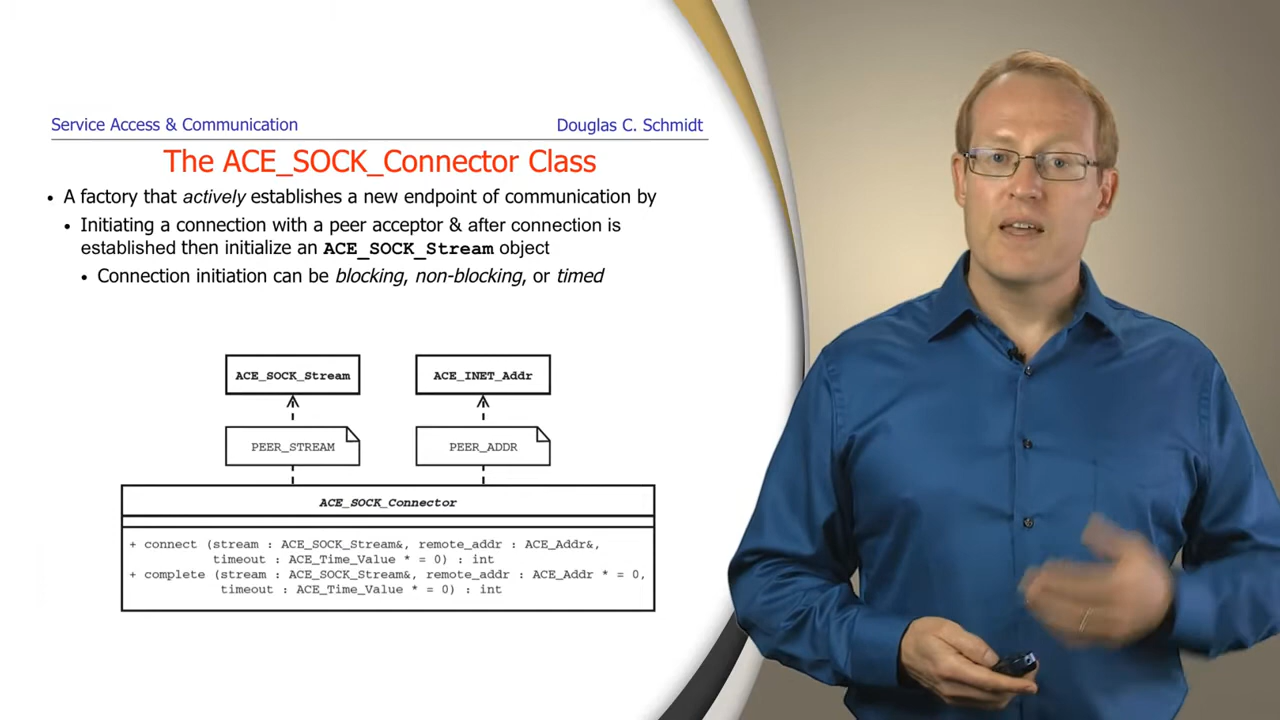 Service Access & Communication
Douglas C. Schmidt
The ACE_SOCK_Connector Class
• A factory that actively establishes a new endpoint of communication by
• Initiating a connection with a peer acceptor & after connection is
established then initialize an ACE_SOCK_Stream object
• Connection initiation can be blocking, non-blocking, or timed
ACE_SOCK_Stream
ACE_INET_Addr
PEER_STREAM
PEER_ADDR
ACE_SOCK_Connector
+ connect (stream : ACE_SOCK_Stream&, remote_addr : ACE_Addr&,
timeout : ACE_Time_Value * = 0) : int
+ complete (stream : ACE_SOCK_Stream&, remote_addr : ACE_Addr * = 0,
timeout : ACE_Time_Value * = 0) : int